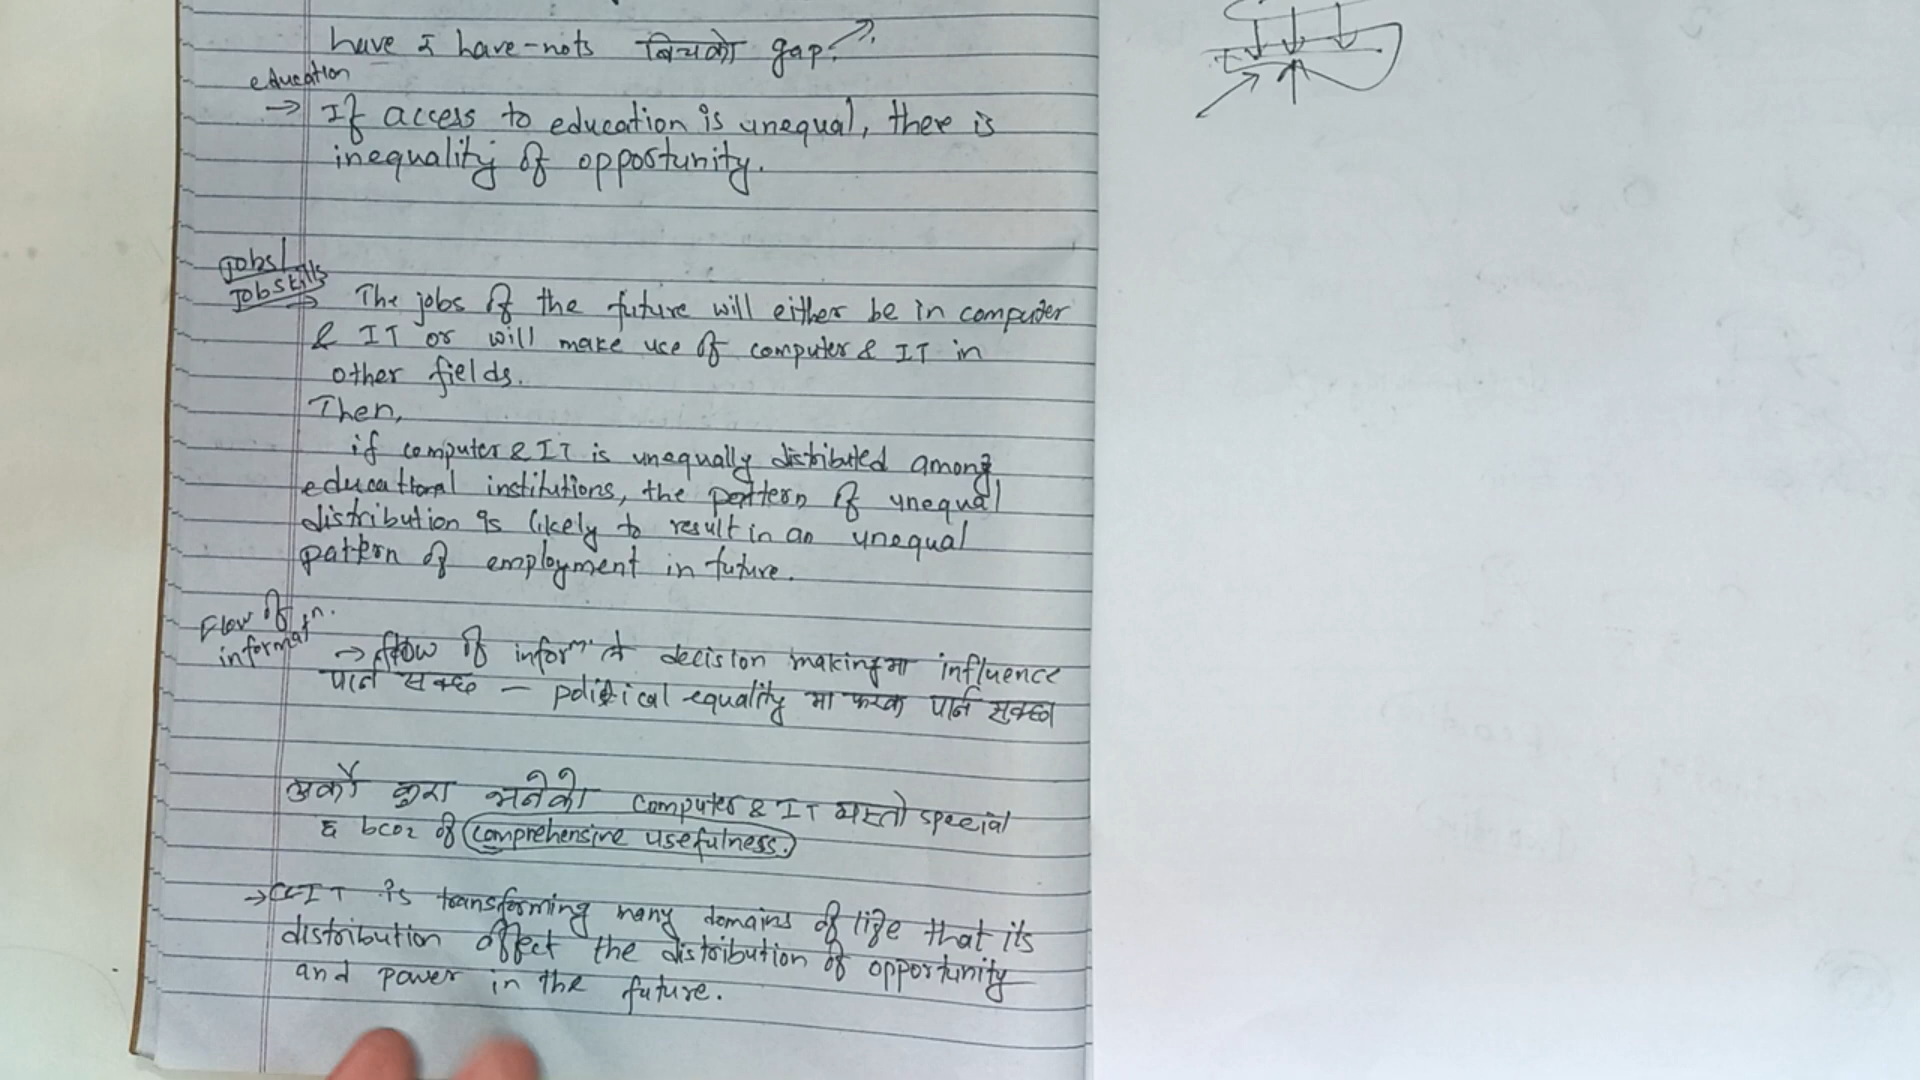 have र have-nots बिचको gap ↗.
education
→ If access to education is unequal, there is
inequality of opportunity.
Jobs/
Job skills
→ The jobs of the future will either be in computer
& IT or will make use of computer & IT in
other fields.
Then,
if computer & IT is unequally distributed among
educational institutions, the pattern of unequal
distribution is likely to result in an unequal
pattern of employment in future.
Flow of
informatn.
→ flow of inforⁿ ले decision making मा influence
पार्न सक्छ – political equality मा फरक पार्न सक्छ
अर्को कुरा भनेको computer & IT यस्तो special
छ bcoz of comprehensive usefulness.
→ C&IT is transforming many domains of life that its
distribution affect the distribution of opportunity
and power in the future.